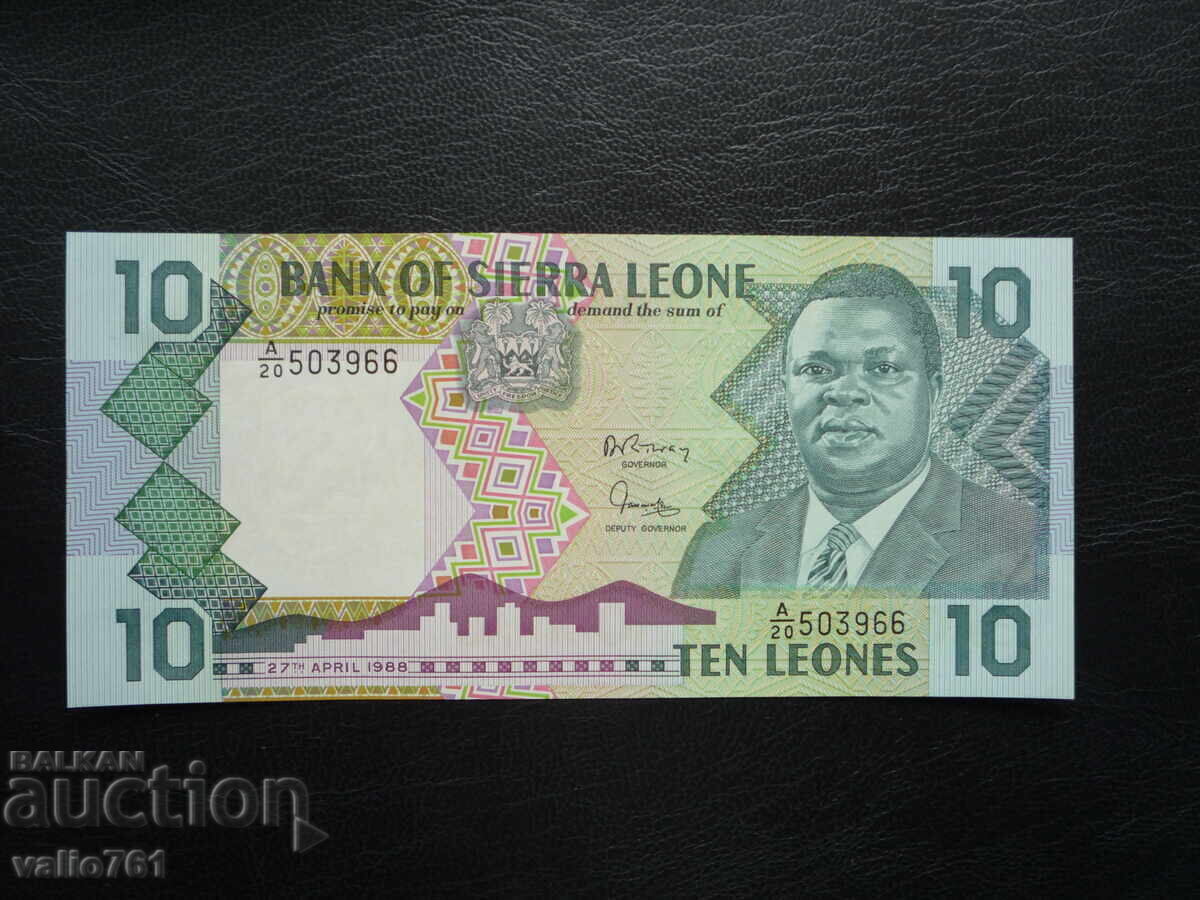 10 BANK OF SIERRA LEONE 10
promise to pay on demand the sum of
A/20 503966
GOVERNOR
DEPUTY GOVERNOR
A/20 503966
10 27TH APRIL 1988 TEN LEONES 10
BALKAN
auction
valio761